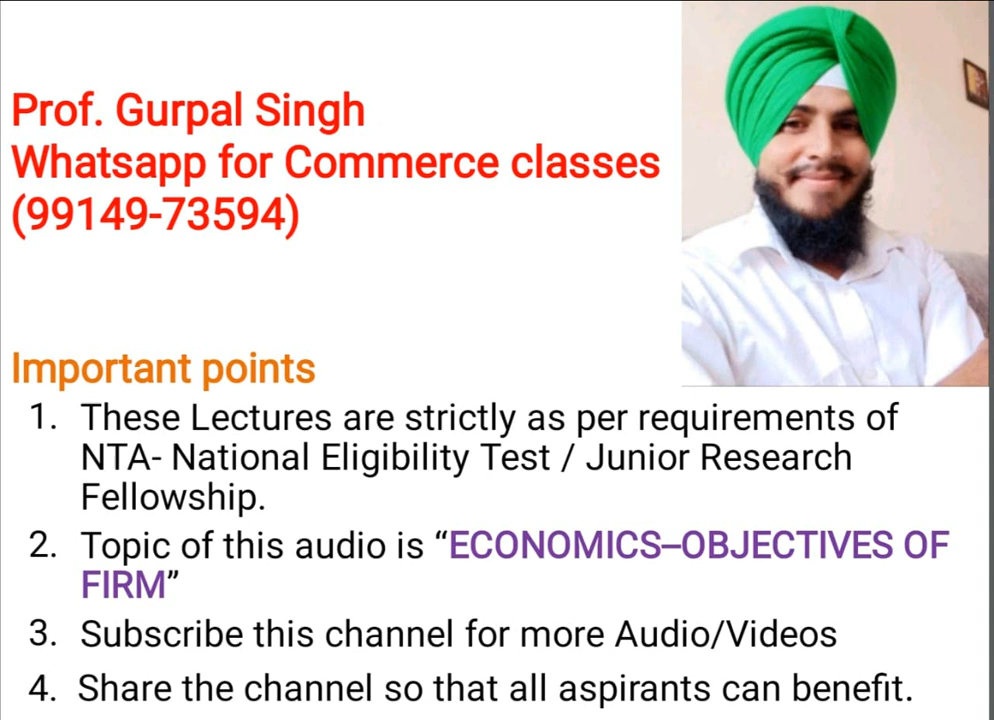 Prof. Gurpal Singh
Whatsapp for Commerce classes
(99149-73594)
Important points
1. These Lectures are strictly as per requirements of
NTA- National Eligibility Test / Junior Research
Fellowship.
2. Topic of this audio is “ECONOMICS–OBJECTIVES OF
FIRM”
3. Subscribe this channel for more Audio/Videos
4. Share the channel so that all aspirants can benefit.